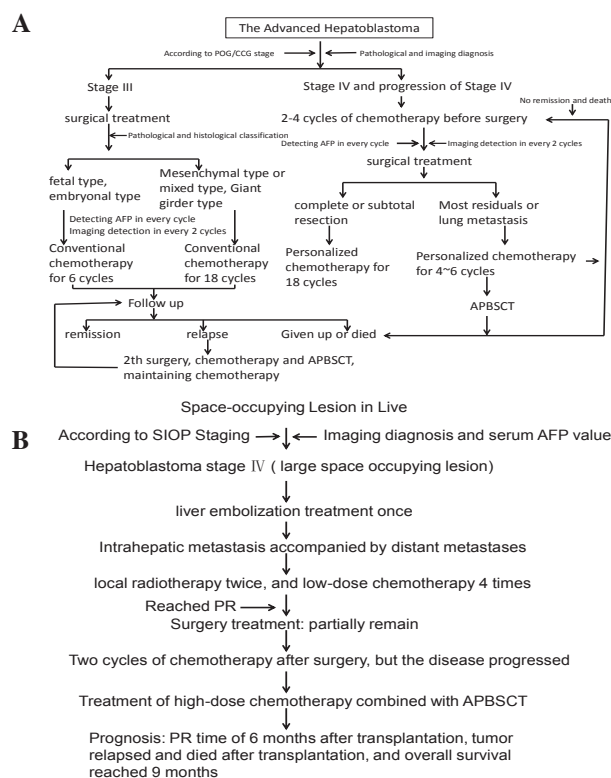 A
The Advanced Hepatoblastoma
According to POG/CCG stage
Pathological and imaging diagnosis
Stage III
Stage IV and progression of Stage IV
No remission and death
surgical treatment
2-4 cycles of chemotherapy before surgery
Pathological and histological classification
Detecting AFP in every cycle
Imaging detection in every 2 cycles
surgical treatment
fetal type,
embryonal type
Mesenchymal type or
mixed type, Giant
girder type
complete or subtotal
resection
Most residuals or
lung metastasis
Detecting AFP in every cycle
Imaging detection in every 2 cycles
Conventional
chemotherapy
for 6 cycles
Conventional
chemotherapy
for 18 cycles
Personalized
chemotherapy for
18 cycles
Personalized chemotherapy
for 4~6 cycles
APBSCT
Follow up
remission
relapse
Given up or died
2th surgery, chemotherapy and APBSCT,
maintaining chemotherapy
Space-occupying Lesion in Live
B
According to SIOP Staging
Imaging diagnosis and serum AFP value
Hepatoblastoma stage Ⅳ ( large space occupying lesion)
liver embolization treatment once
Intrahepatic metastasis accompanied by distant metastases
local radiotherapy twice, and low-dose chemotherapy 4 times
Reached PR
Surgery treatment: partially remain
Two cycles of chemotherapy after surgery, but the disease progressed
Treatment of high-dose chemotherapy combined with APBSCT
Prognosis: PR time of 6 months after transplantation, tumor
relapsed and died after transplantation, and overall survival
reached 9 months